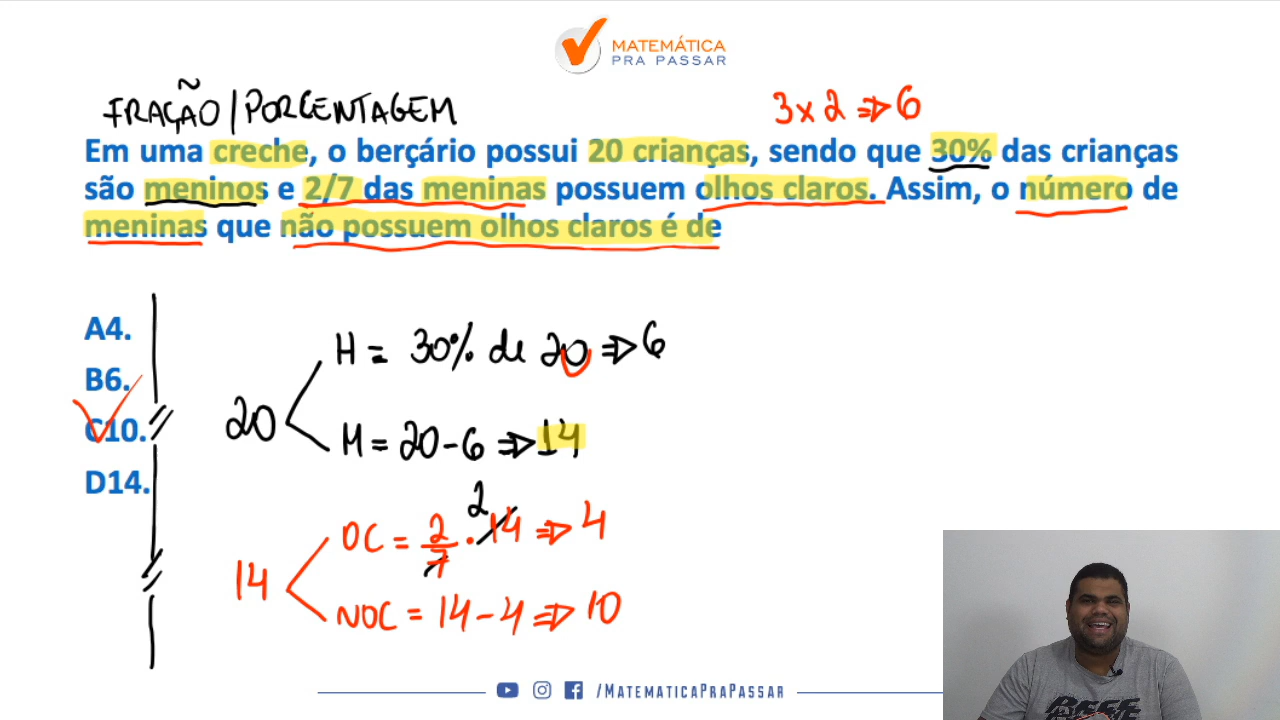 MATEMÁTICA
PRA PASSAR
FRAÇÃO/PORCENTAGEM
3 x 2 ⇒ 6
Em uma creche, o berçário possui 20 crianças, sendo que 30% das crianças
são meninos e 2/7 das meninas possuem olhos claros. Assim, o número de
meninas que não possuem olhos claros é de
A4.
B6.
C10.
D14.
20
H = 30% de 20 ⇒ 6
M = 20 - 6 ⇒ 14
14
OC = 2/7 · 14 ⇒ 4
2
NOC = 14 - 4 ⇒ 10
/MATEMATICAPRAPASSAR